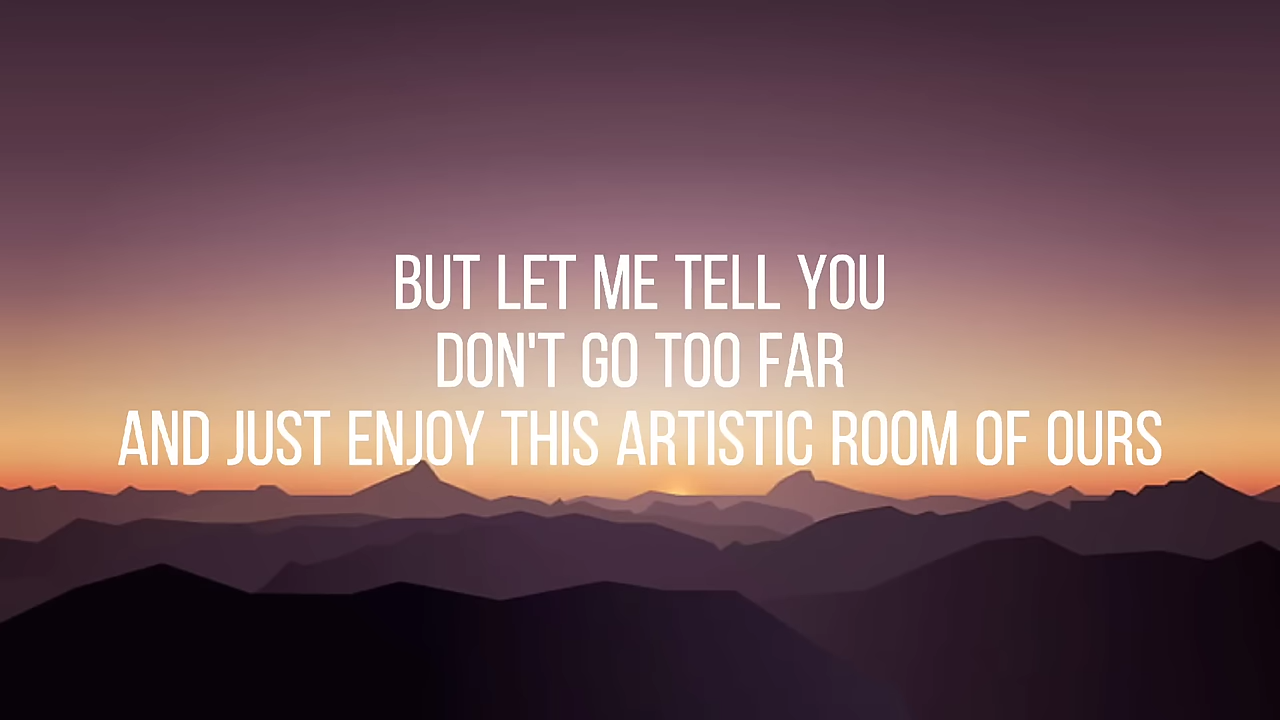 BUT LET ME TELL YOU
DON'T GO TOO FAR
AND JUST ENJOY THIS ARTISTIC ROOM OF OURS